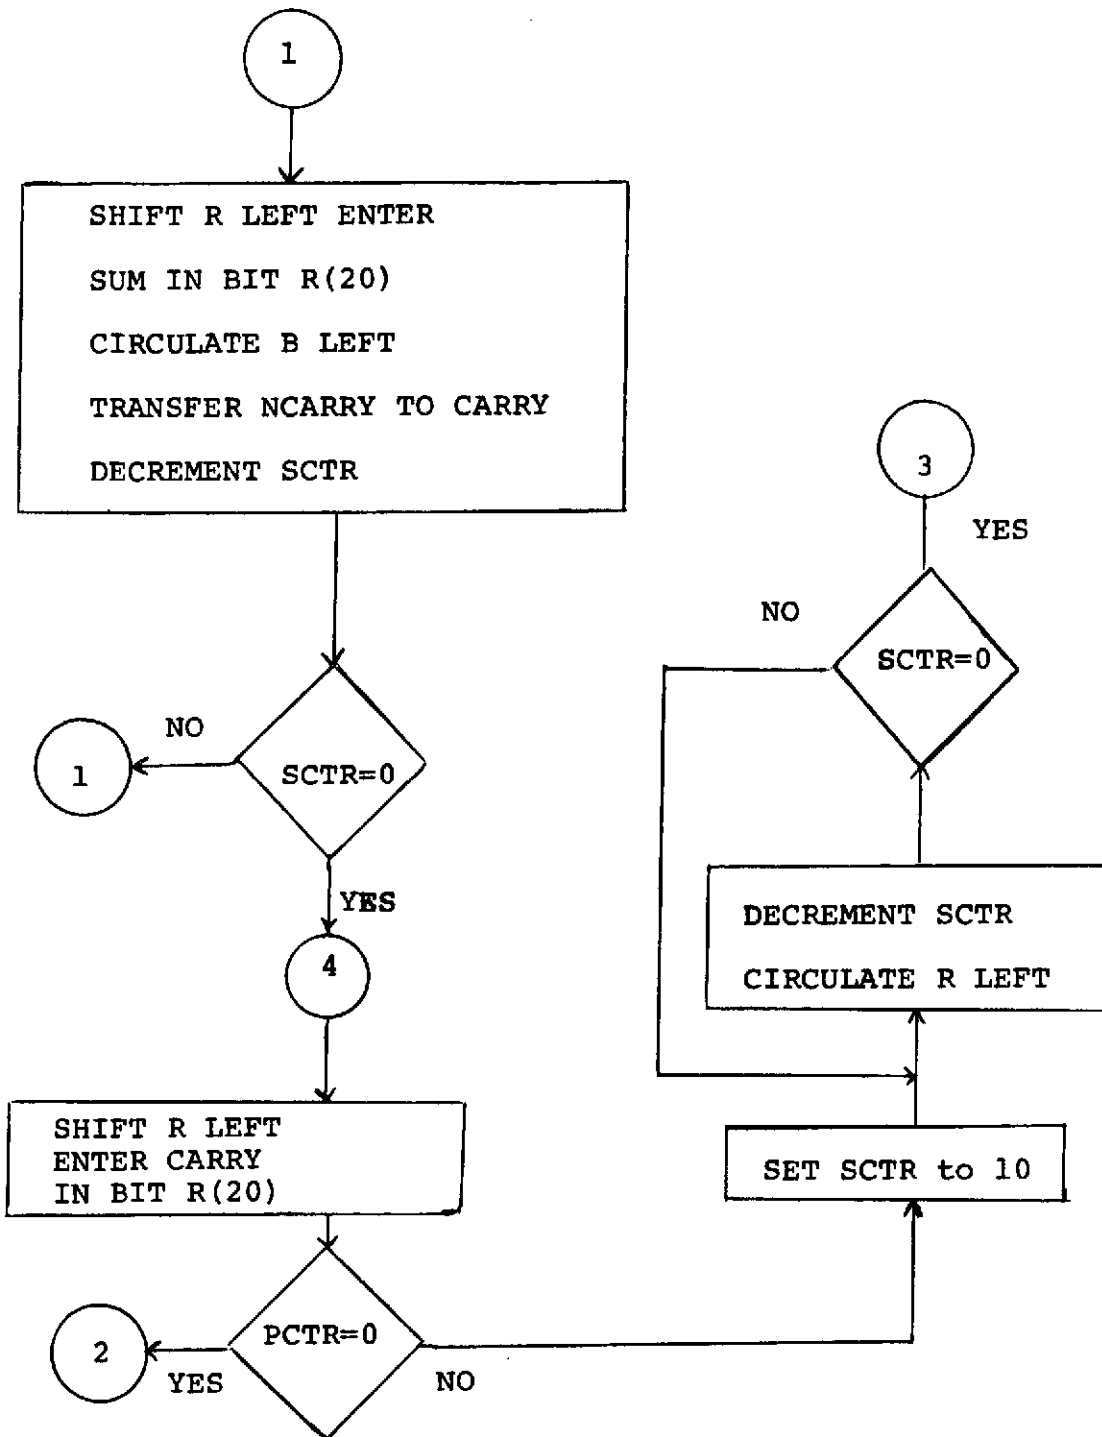 1
SHIFT R LEFT ENTER
SUM IN BIT R(20)
CIRCULATE B LEFT
TRANSFER NCARRY TO CARRY
DECREMENT SCTR
NO
1
SCTR=0
YES
4
SHIFT R LEFT
ENTER CARRY
IN BIT R(20)
PCTR=0
2
YES
NO
SET SCTR to 10
DECREMENT SCTR
CIRCULATE R LEFT
SCTR=0
NO
YES
3